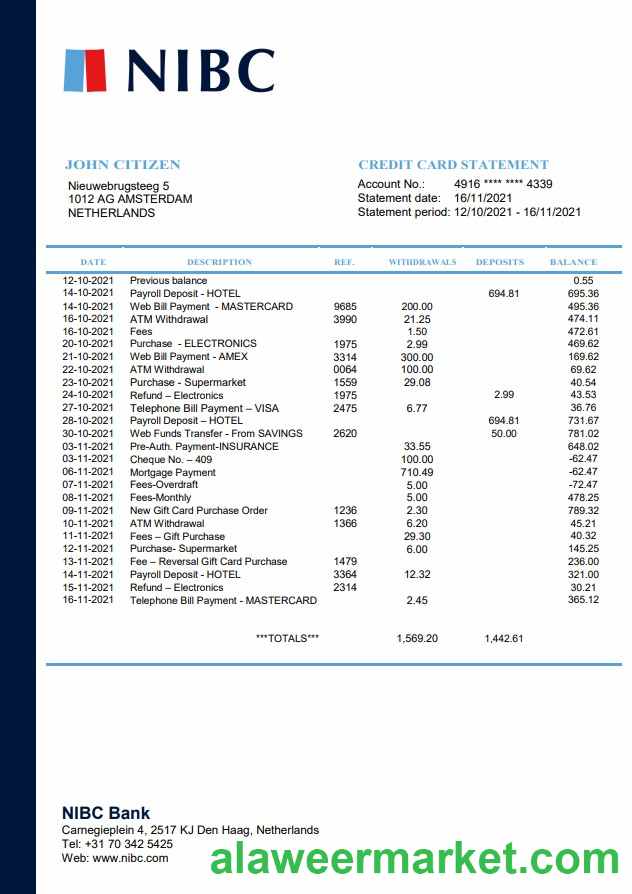 NIBC
JOHN CITIZEN
Nieuwebrugsteeg 5
1012 AG AMSTERDAM
NETHERLANDS
CREDIT CARD STATEMENT
Account No.: 4916 **** **** 4339
Statement date: 16/11/2021
Statement period: 12/10/2021 - 16/11/2021
DATE DESCRIPTION REF. WITHDRAWALS DEPOSITS BALANCE
12-10-2021 Previous balance 0.55
14-10-2021 Payroll Deposit - HOTEL 694.81 695.36
14-10-2021 Web Bill Payment - MASTERCARD 9685 200.00 495.36
16-10-2021 ATM Withdrawal 3990 21.25 474.11
16-10-2021 Fees 1.50 472.61
20-10-2021 Purchase - ELECTRONICS 1975 2.99 469.62
21-10-2021 Web Bill Payment - AMEX 3314 300.00 169.62
22-10-2021 ATM Withdrawal 0064 100.00 69.62
23-10-2021 Purchase - Supermarket 1559 29.08 40.54
24-10-2021 Refund – Electronics 1975 2.99 43.53
27-10-2021 Telephone Bill Payment – VISA 2475 6.77 36.76
28-10-2021 Payroll Deposit – HOTEL 694.81 731.67
30-10-2021 Web Funds Transfer - From SAVINGS 2620 50.00 781.02
03-11-2021 Pre-Auth. Payment-INSURANCE 33.55 648.02
03-11-2021 Cheque No. – 409 100.00 -62.47
06-11-2021 Mortgage Payment 710.49 -62.47
07-11-2021 Fees-Overdraft 5.00 -72.47
08-11-2021 Fees-Monthly 5.00 478.25
09-11-2021 New Gift Card Purchase Order 1236 2.30 789.32
10-11-2021 ATM Withdrawal 1366 6.20 45.21
11-11-2021 Fees – Gift Purchase 29.30 40.32
12-11-2021 Purchase- Supermarket 6.00 145.25
13-11-2021 Fee – Reversal Gift Card Purchase 1479 236.00
14-11-2021 Payroll Deposit - HOTEL 3364 12.32 321.00
15-11-2021 Refund – Electronics 2314 30.21
16-11-2021 Telephone Bill Payment - MASTERCARD 2.45 365.12
***TOTALS*** 1,569.20 1,442.61
NIBC Bank
Carnegieplein 4, 2517 KJ Den Haag, Netherlands
Tel: +31 70 342 5425
Web: www.nibc.com
alaweermarket.com